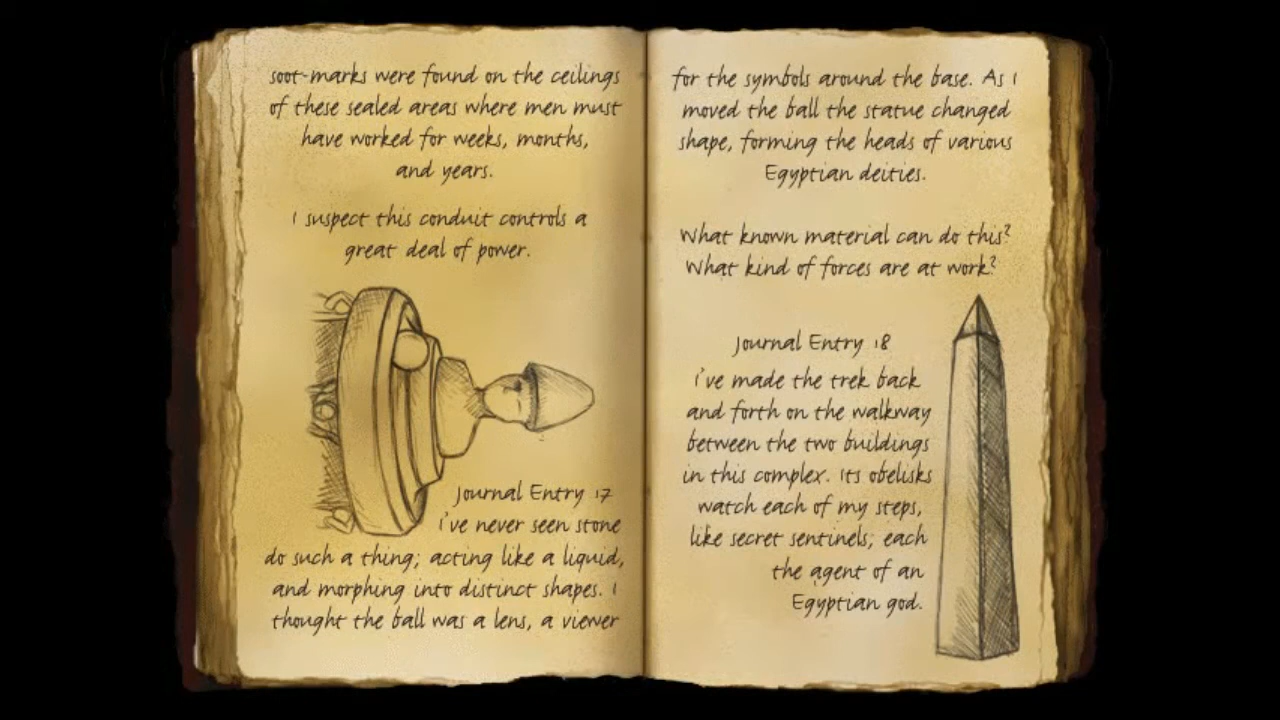 soot-marks were found on the ceilings
of these sealed areas where men must
have worked for weeks, months,
and years.
I suspect this conduit controls a
great deal of power.
Journal Entry 17
I've never seen stone
do such a thing; acting like a liquid,
and morphing into distinct shapes. I
thought the ball was a lens, a viewer
for the symbols around the base. As I
moved the ball the statue changed
shape, forming the heads of various
Egyptian deities.
What known material can do this?
What kind of forces are at work?
Journal Entry 18
I've made the trek back
and forth on the walkway
between the two buildings
in this complex. Its obelisks
watch each of my steps,
like secret sentinels; each
the agent of an
Egyptian god.